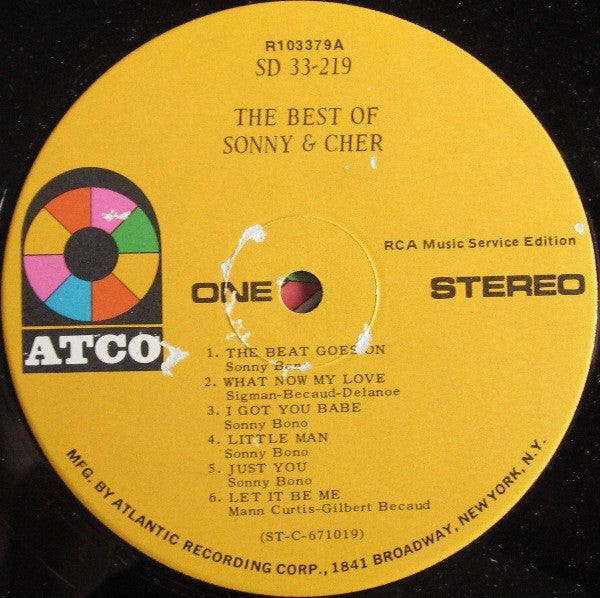 R103379A
SD 33-219
THE BEST OF
SONNY & CHER
RCA Music Service Edition
ONE
STEREO
ATCO
1. THE BEAT GOES ON
Sonny Bono
2. WHAT NOW MY LOVE
Sigman-Becaud-Delanoe
3. I GOT YOU BABE
Sonny Bono
4. LITTLE MAN
Sonny Bono
5. JUST YOU
Sonny Bono
6. LET IT BE ME
Mann Curtis-Gilbert Becaud
(ST-C-671019)
MFG. BY ATLANTIC RECORDING CORP., 1841 BROADWAY, NEW YORK, N.Y.